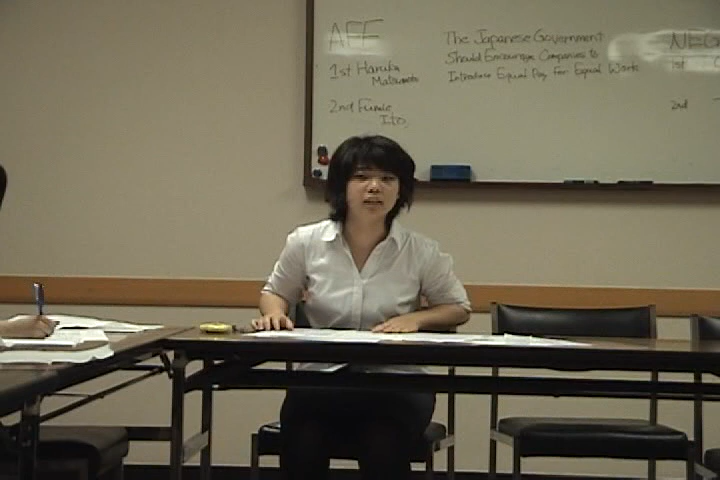 AFF
1st Haruka
Matsumoto
2nd Fumie
Ito.
The Japanese Government
Should Encourage Companies to
Introduce Equal Pay for Equal Work
NEG
1st
2nd